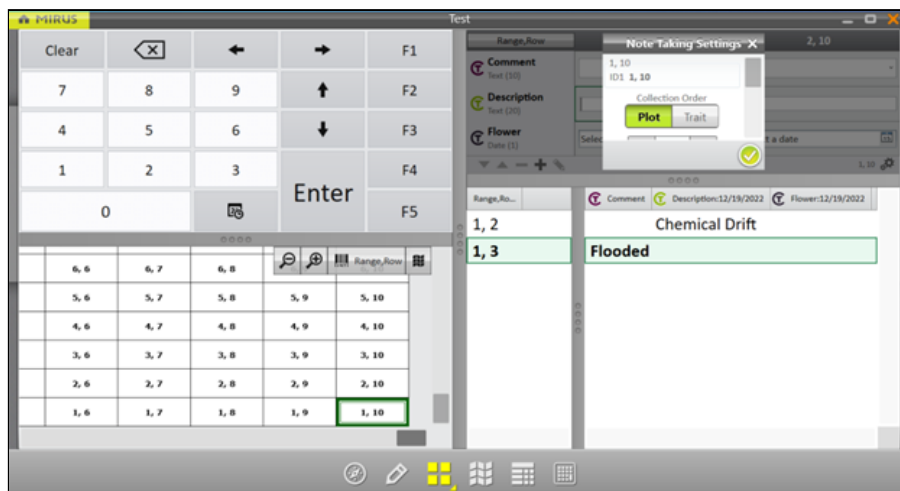 MIRUS
Test
Clear
F1
7 8 9 F2
4 5 6 F3
1 2 3 F4
Enter
0 F5
Range,Row 2, 10
Comment
Text (10)
Description
Text (20)
Flower
Date (1)
Note Taking Settings X
1, 10
ID1 1, 10
Collection Order
Plot Trait
Selec
t a date
1, 10
Range,Row
6, 6 6, 7 6, 8
5, 6 5, 7 5, 8 5, 9 5, 10
4, 6 4, 7 4, 8 4, 9 4, 10
3, 6 3, 7 3, 8 3, 9 3, 10
2, 6 2, 7 2, 8 2, 9 2, 10
1, 6 1, 7 1, 8 1, 9 1, 10
Range,Ro... Comment Description:12/19/2022 Flower:12/19/2022
1, 2 Chemical Drift
1, 3 Flooded